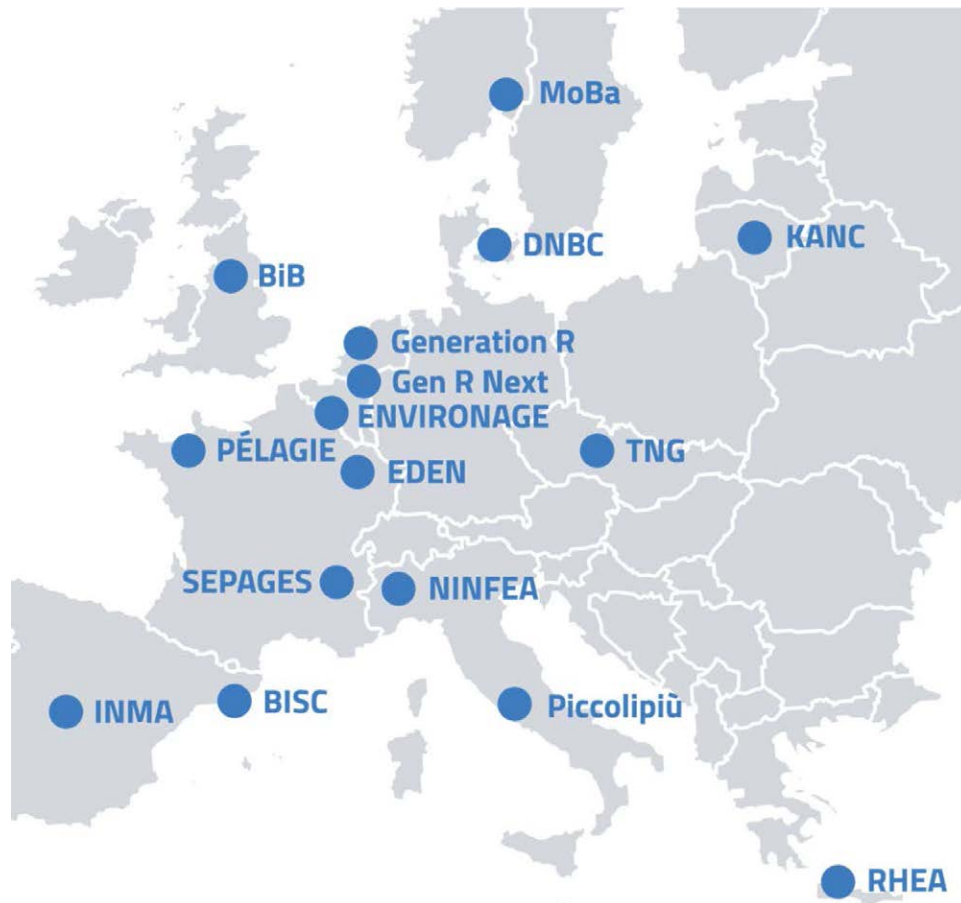 MoBa
DNBC
KANC
BiB
Generation R
Gen R Next
ENVIRONAGE
PÉLAGIE
TNG
EDEN
SEPAGES
NINFEA
INMA
BISC
Piccolipiù
RHEA